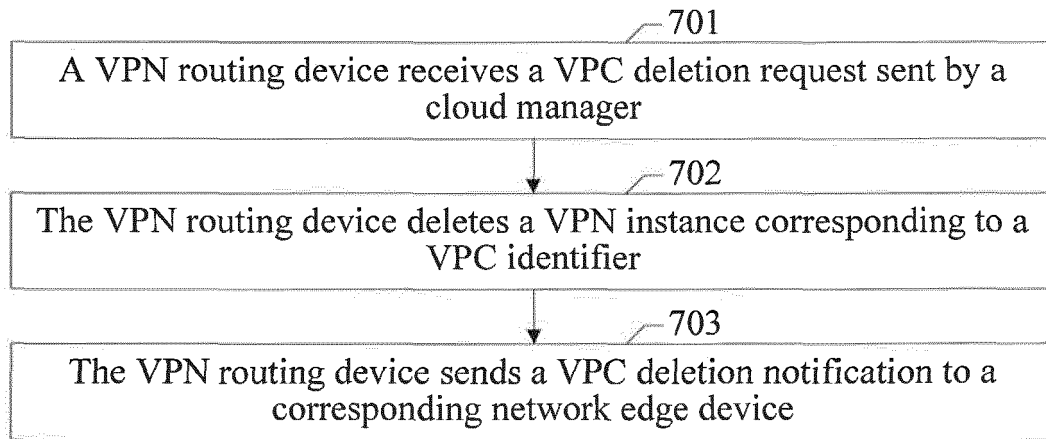 701
A VPN routing device receives a VPC deletion request sent by a
cloud manager
702
The VPN routing device deletes a VPN instance corresponding to a
VPC identifier
703
The VPN routing device sends a VPC deletion notification to a
corresponding network edge device